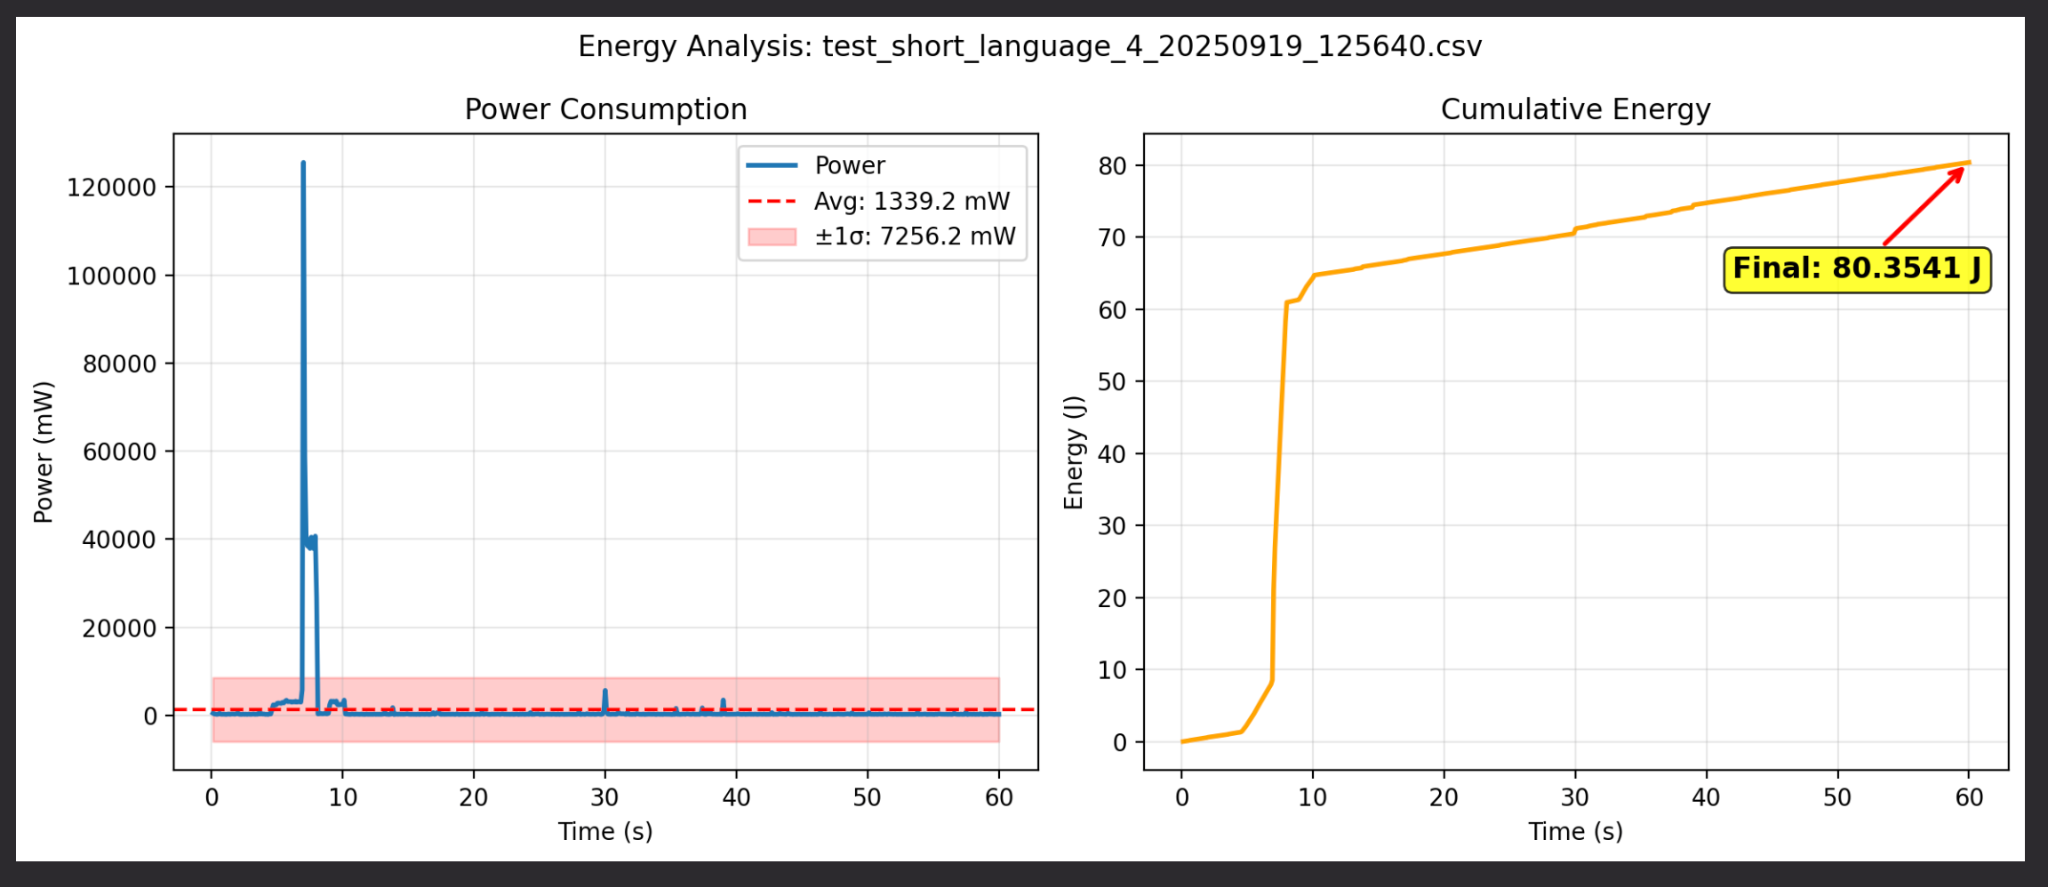 Energy Analysis: test_short_language_4_20250919_125640.csv
Power Consumption
Power (mW)
120000
100000
80000
60000
40000
20000
0
Power
Avg: 1339.2 mW
±1σ: 7256.2 mW
0 10 20 30 40 50 60
Time (s)
Cumulative Energy
Energy (J)
80
70
60
50
40
30
20
10
0
Final: 80.3541 J
0 10 20 30 40 50 60
Time (s)